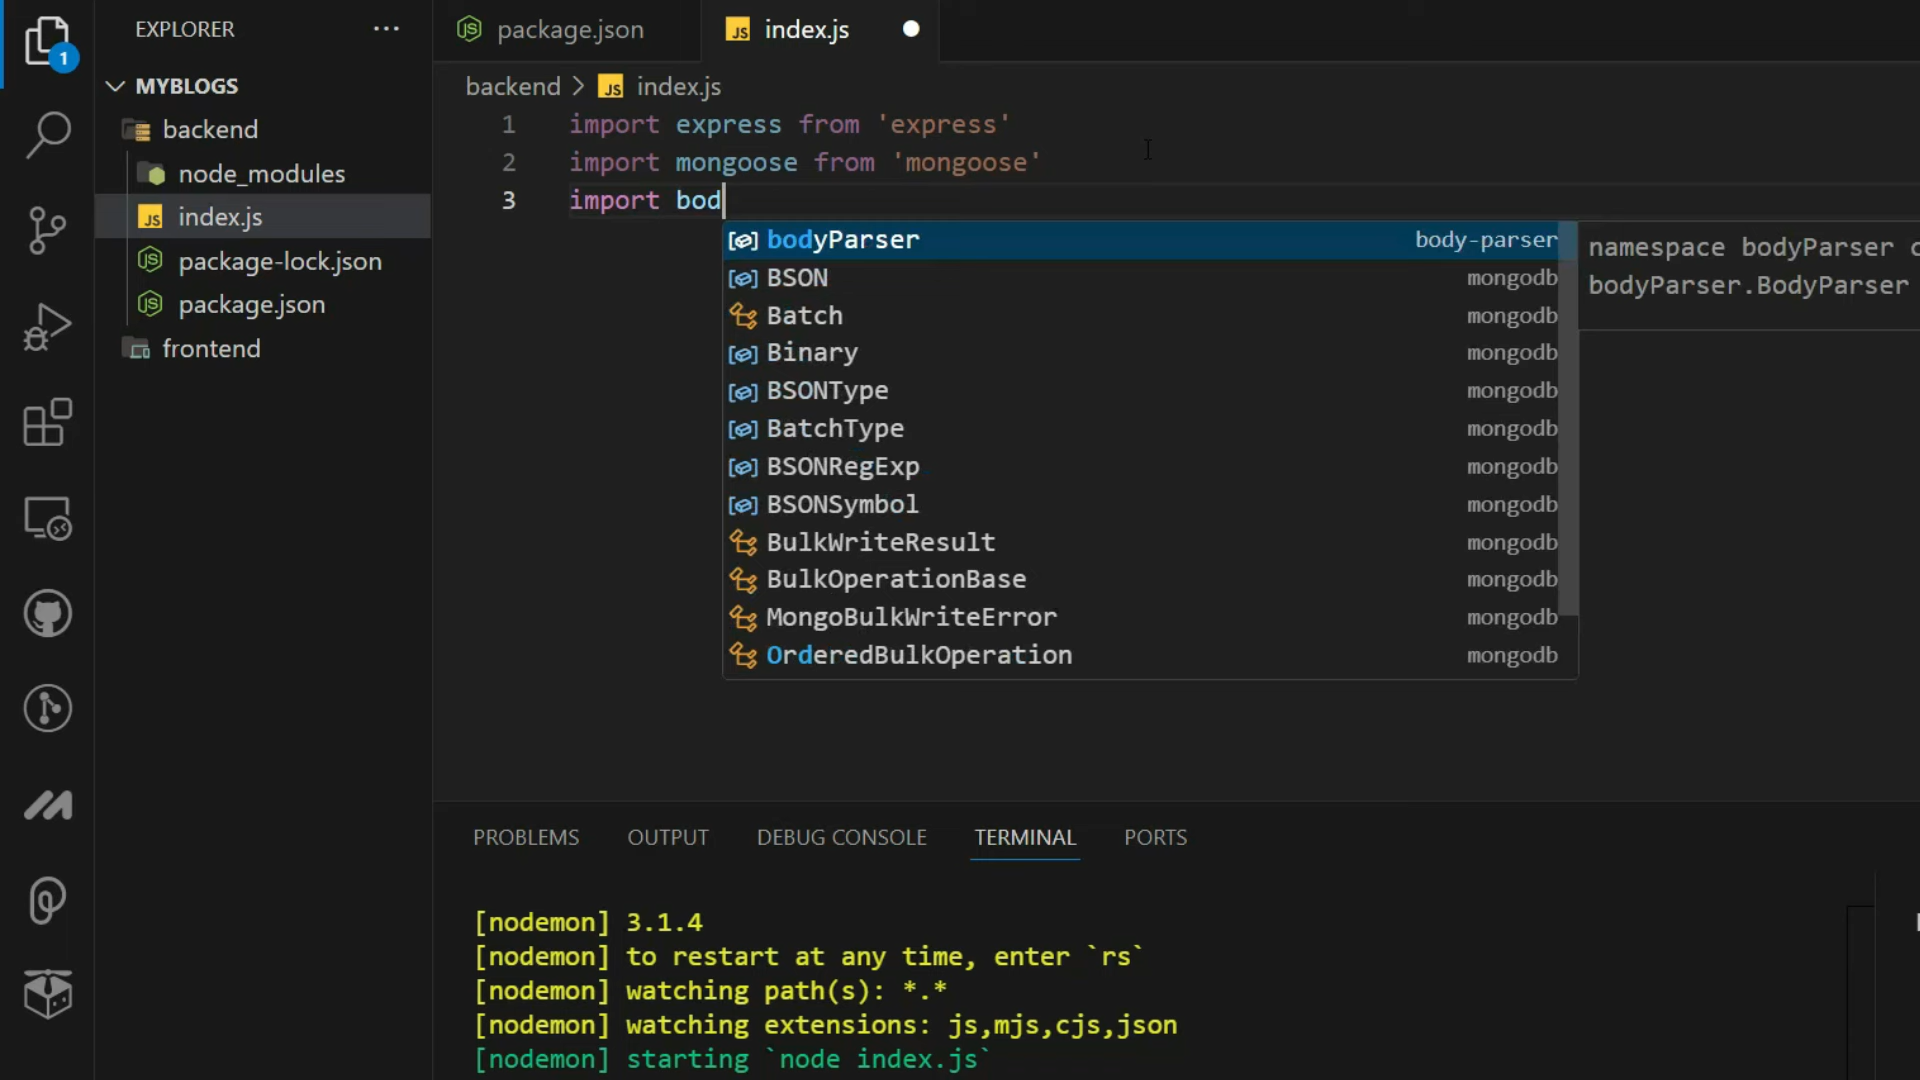 EXPLORER
1
MYBLOGS
backend
node_modules
JS index.js
package-lock.json
package.json
frontend
package.json
JS index.js
backend > JS index.js
1 import express from 'express'
2 import mongoose from 'mongoose'
3 import bod
bodyParser body-parser
BSON mongodb
Batch mongodb
Binary mongodb
BSONType mongodb
BatchType mongodb
BSONRegExp mongodb
BSONSymbol mongodb
BulkWriteResult mongodb
BulkOperationBase mongodb
MongoBulkWriteError mongodb
OrderedBulkOperation mongodb
namespace bodyParser
bodyParser.BodyParser
PROBLEMS OUTPUT DEBUG CONSOLE TERMINAL PORTS
[nodemon] 3.1.4
[nodemon] to restart at any time, enter `rs`
[nodemon] watching path(s): *.*
[nodemon] watching extensions: js,mjs,cjs,json
[nodemon] starting `node index.js`